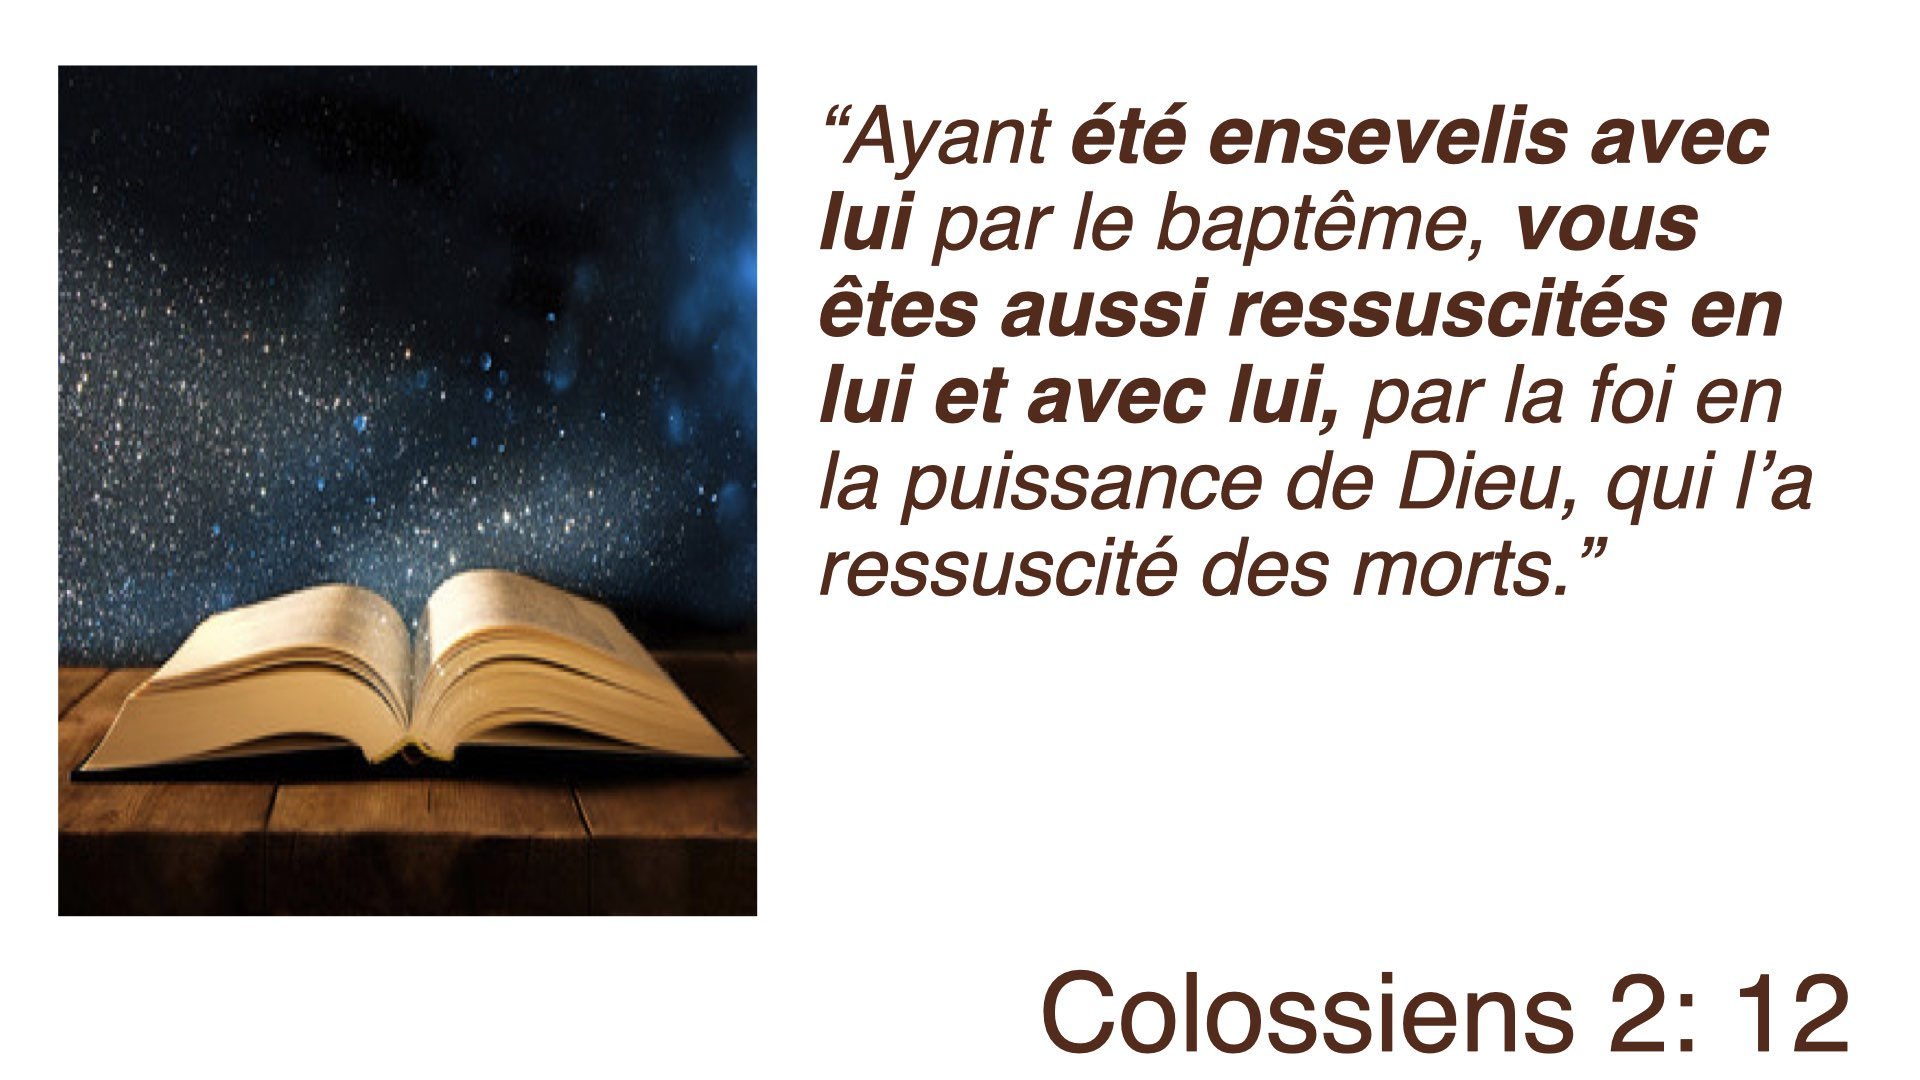 “Ayant été ensevelis avec
lui par le baptême, vous
êtes aussi ressuscités en
lui et avec lui, par la foi en
la puissance de Dieu, qui l’a
ressuscité des morts.”
Colossiens 2: 12